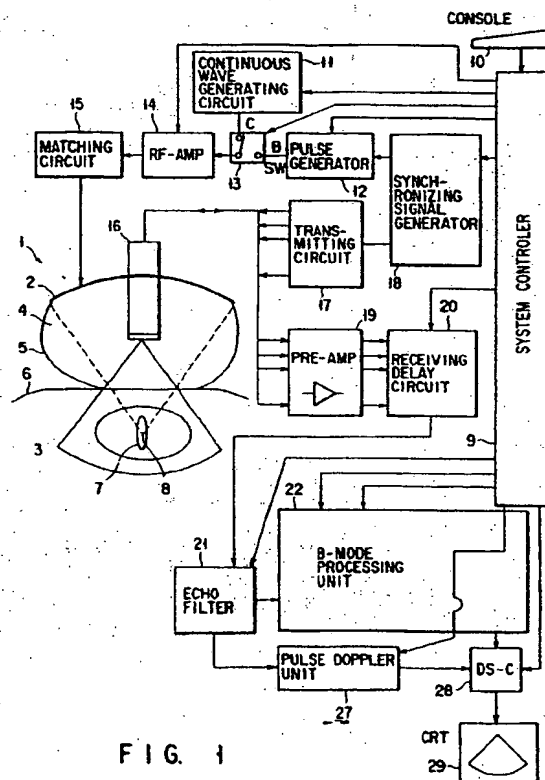 CONSOLE
10
11
CONTINUOUS
WAVE
GENERATING
CIRCUIT
15
14
C
MATCHING
CIRCUIT
RF-AMP
B
SW
13
PULSE
GENERATOR
12
SYNCH-
RONIZING
SIGNAL
GENERATOR
18
SYSTEM CONTROLER
9
16
TRANS-
MITTING
CIRCUIT
17
1
2
4
5
6
3
7
8
19
PRE-AMP
20
RECEIVING
DELAY
CIRCUIT
22
B-MODE
PROCESSING
UNIT
21
ECHO
FILTER
PULSE DOPPLER
UNIT
27
DS-C
28
CRT
29
FIG. 1